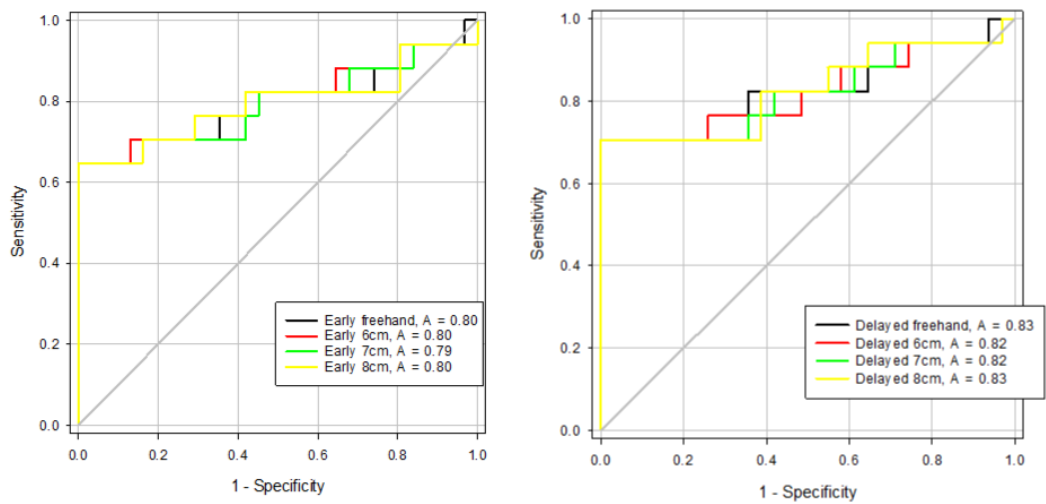 1.0
0.8
0.6
0.4
0.2
0.0
Sensitivity
Early freehand, A = 0.80
Early 6cm, A = 0.80
Early 7cm, A = 0.79
Early 8cm, A = 0.80
0.0 0.2 0.4 0.6 0.8 1.0
1 - Specificity
1.0
0.8
0.6
0.4
0.2
0.0
Sensitivity
Delayed freehand, A = 0.83
Delayed 6cm, A = 0.82
Delayed 7cm, A = 0.82
Delayed 8cm, A = 0.83
0.0 0.2 0.4 0.6 0.8 1.0
1 - Specificity